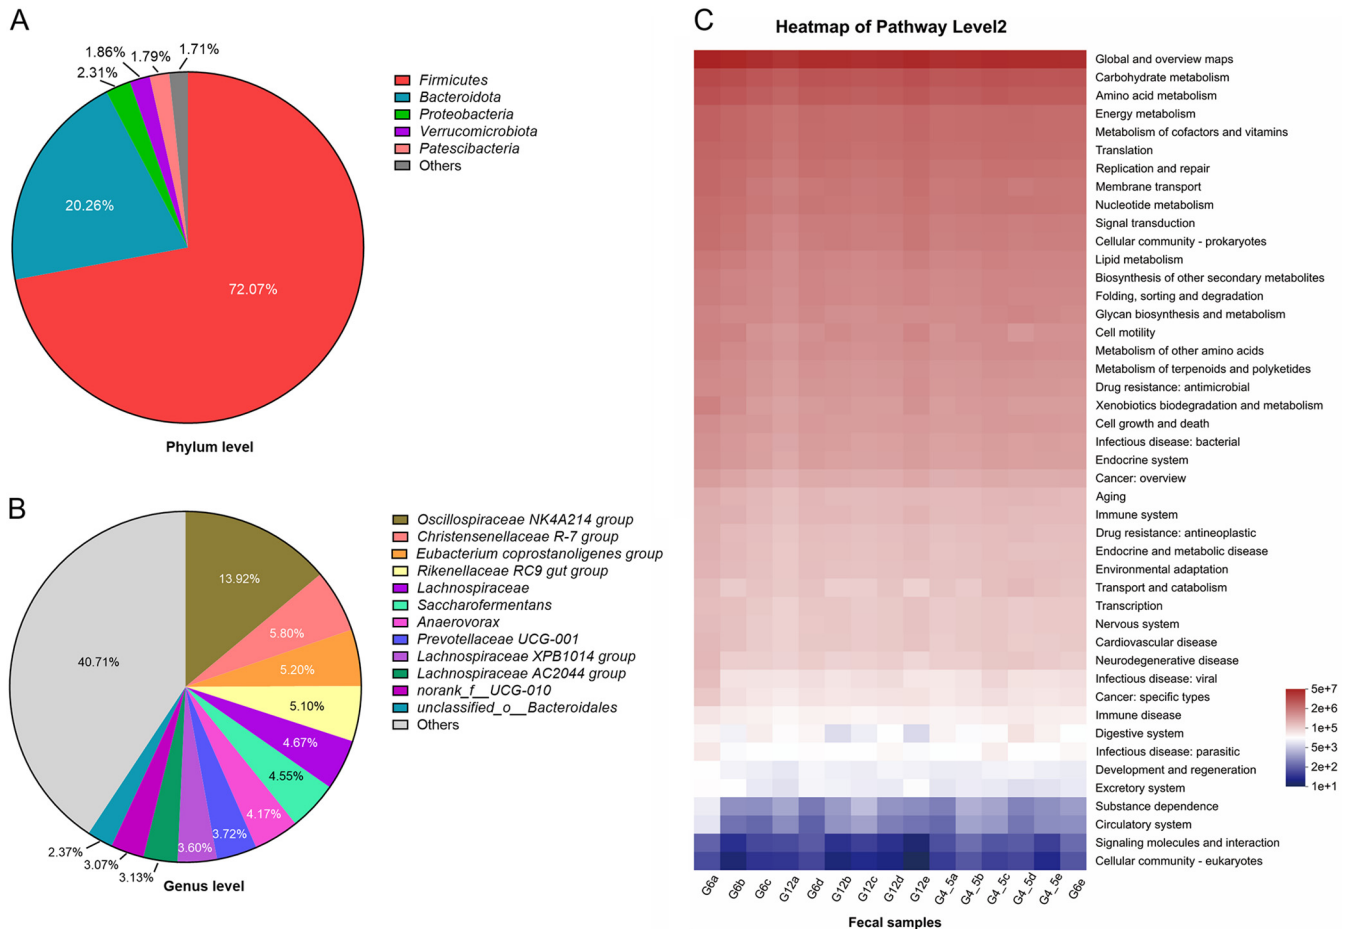 A
1.86%
1.79%
1.71%
2.31%
20.26%
72.07%
Firmicutes
Bacteroidota
Proteobacteria
Verrucomicrobiota
Patescibacteria
Others
Phylum level
B
13.92%
5.80%
5.20%
5.10%
4.67%
4.55%
4.17%
3.72%
3.60%
3.13%
3.07%
2.37%
40.71%
Oscillospiraceae NK4A214 group
Christensenellaceae R-7 group
Eubacterium coprostanoligenes group
Rikenellaceae RC9 gut group
Lachnospiraceae
Saccharofermentans
Anaerovorax
Prevotellaceae UCG-001
Lachnospiraceae XPB1014 group
Lachnospiraceae AC2044 group
norank_f__UCG-010
unclassified_o__Bacteroidales
Others
Genus level
C
Heatmap of Pathway Level2
Global and overview maps
Carbohydrate metabolism
Amino acid metabolism
Energy metabolism
Metabolism of cofactors and vitamins
Translation
Replication and repair
Membrane transport
Nucleotide metabolism
Signal transduction
Cellular community - prokaryotes
Lipid metabolism
Biosynthesis of other secondary metabolites
Folding, sorting and degradation
Glycan biosynthesis and metabolism
Cell motility
Metabolism of other amino acids
Metabolism of terpenoids and polyketides
Drug resistance: antimicrobial
Xenobiotics biodegradation and metabolism
Cell growth and death
Infectious disease: bacterial
Endocrine system
Cancer: overview
Aging
Immune system
Drug resistance: antineoplastic
Endocrine and metabolic disease
Environmental adaptation
Transport and catabolism
Transcription
Nervous system
Cardiovascular disease
Neurodegenerative disease
Infectious disease: viral
Cancer: specific types
Immune disease
Digestive system
Infectious disease: parasitic
Development and regeneration
Excretory system
Substance dependence
Circulatory system
Signaling molecules and interaction
Cellular community - eukaryotes
5e+7
2e+6
1e+5
5e+3
2e+2
1e+1
G6a
G6b
G6c
G12a
G6d
G12b
G12c
G12d
G12e
G4_5a
G4_5b
G4_5c
G4_5d
G4_5e
G6e
Fecal samples